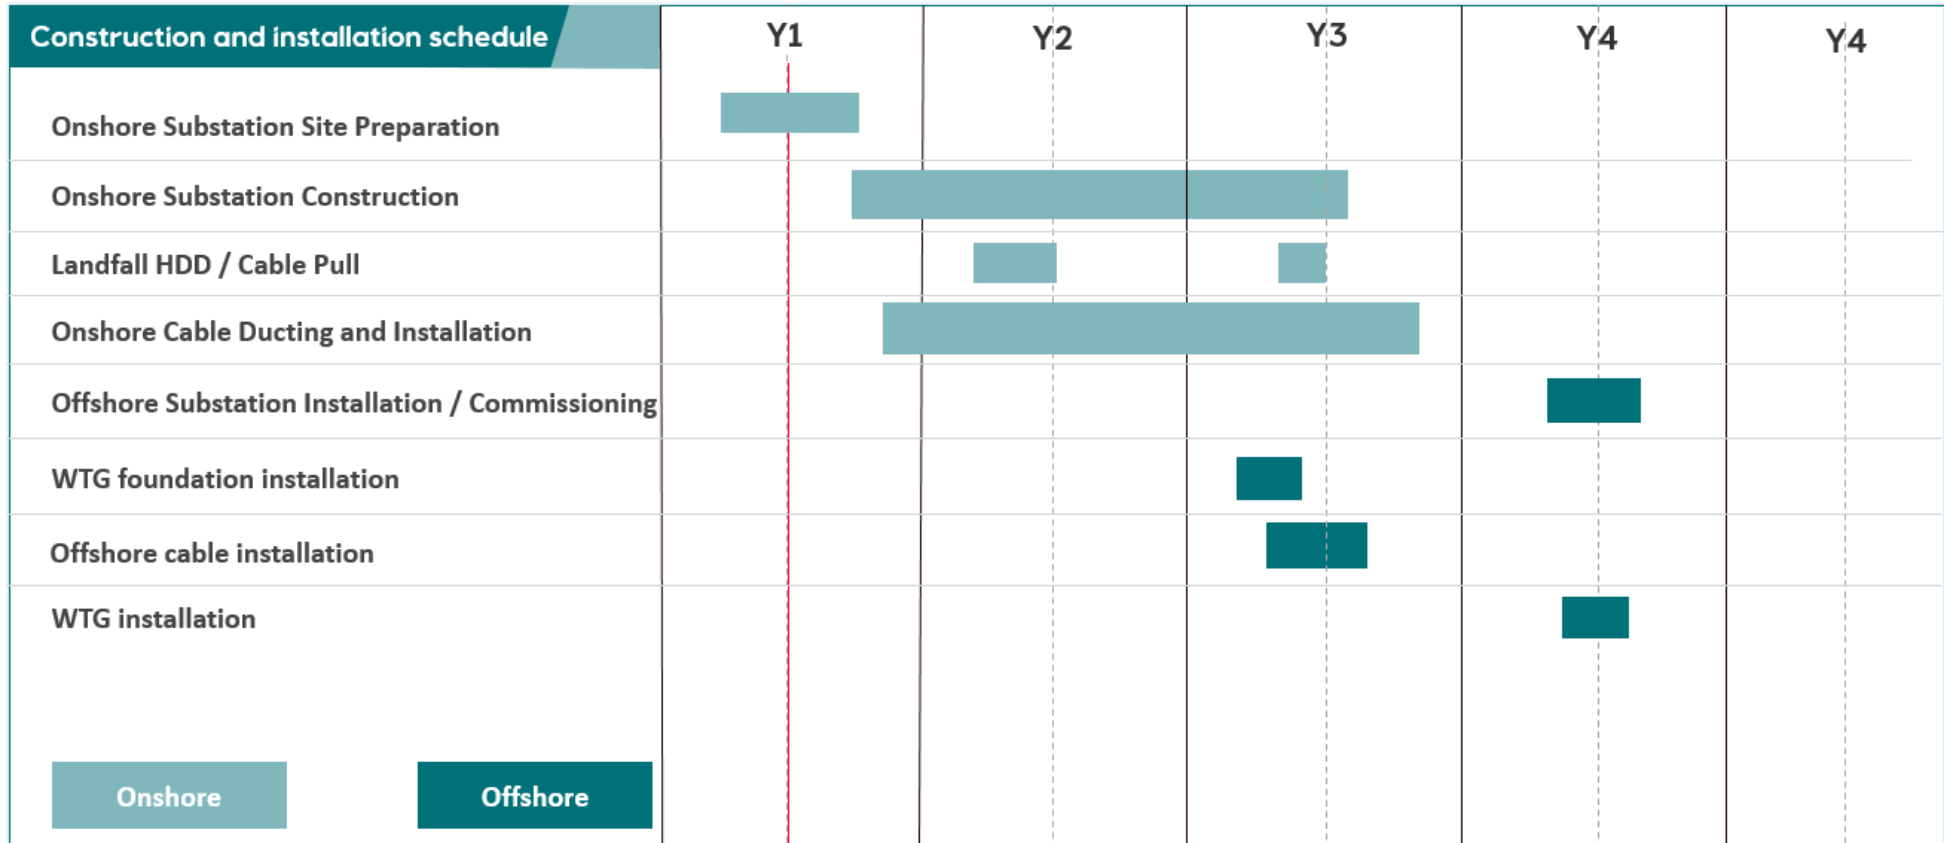 Construction and installation schedule
Y1
Y2
Y3
Y4
Y4
Onshore Substation Site Preparation
Onshore Substation Construction
Landfall HDD / Cable Pull
Onshore Cable Ducting and Installation
Offshore Substation Installation / Commissioning
WTG foundation installation
Offshore cable installation
WTG installation
Onshore
Offshore